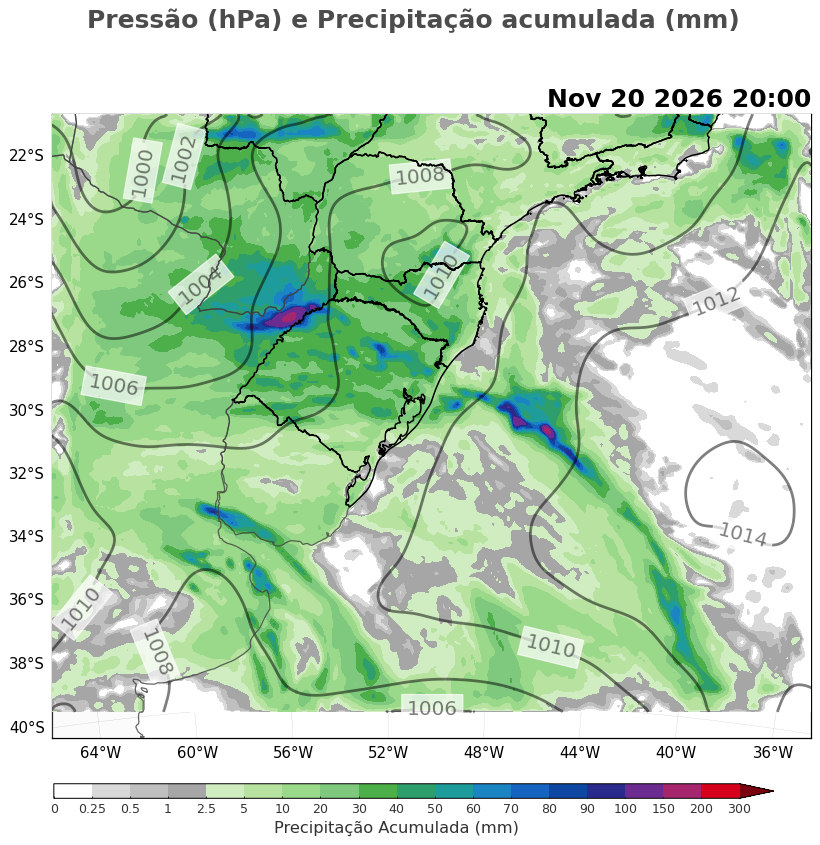 Pressão (hPa) e Precipitação acumulada (mm)
Nov 20 2026 20:00
1000
1002
1008
22°S
24°S
1010
1004
26°S
1012
28°S
1006
30°S
32°S
1014
34°S
1010
36°S
1008
1010
38°S
1006
40°S
64°W 60°W 56°W 52°W 48°W 44°W 40°W 36°W
0 0.25 0.5 1 2.5 5 10 20 30 40 50 60 70 80 90 100 150 200 300
Precipitação Acumulada (mm)